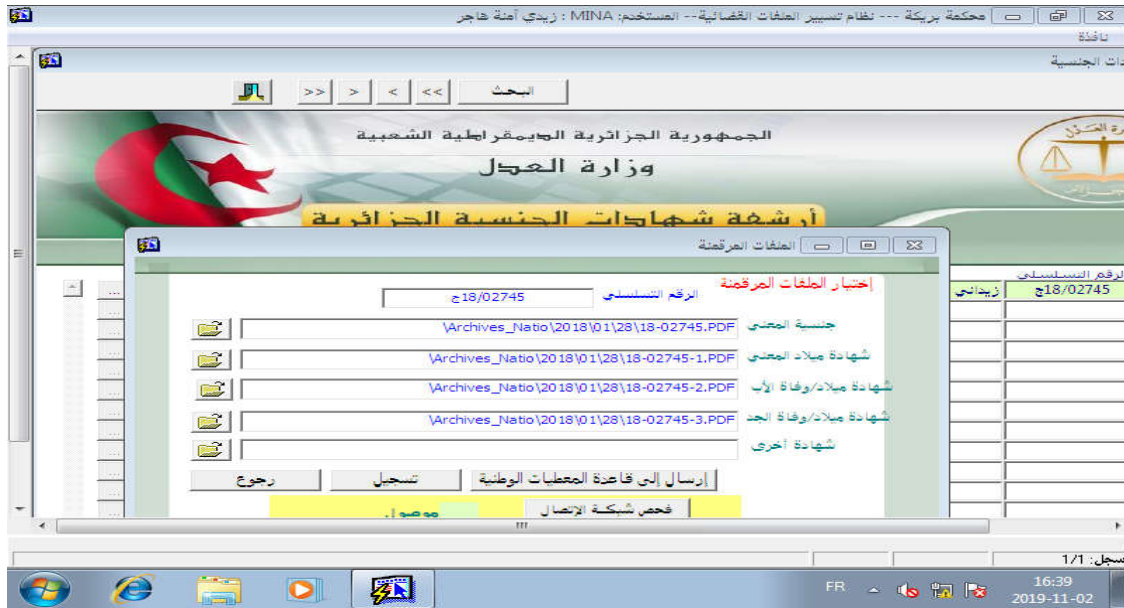 محكمة بريكة --- نظام تسيير الملفات القضائية-- المستخدم: MINA : زيدي آمنة هاجر
نافذة
دات الجنسية
البحث
<< < > >>
الجمهورية الجزائرية الديمقراطية الشعبية
وزارة العدل
أرشفة شهادات الجنسية الجزائرية
الملفات المرقمنة
إختيار الملفات المرقمنة
الرقم التسلسلي 18/02745ج
جنسية المعني \Archives_Natio\2018\01\28\18-02745.PDF
شهادة ميلاد المعني \Archives_Natio\2018\01\28\18-02745-1.PDF
شهادة ميلاد/وفاة الأب \Archives_Natio\2018\01\28\18-02745-2.PDF
شهادة ميلاد/وفاة الجد \Archives_Natio\2018\01\28\18-02745-3.PDF
شهادة أخرى
إرسال إلى قاعدة المعطيات الوطنية تسجيل رجوع
فحص شبكة الإتصال موصول
الرقم التسلسلي
18/02745ج زيداني
سجل: 1/1
FR 16:39
2019-11-02